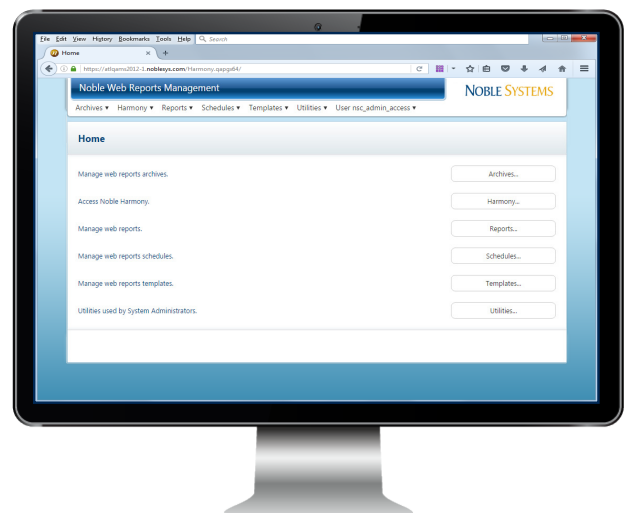 File Edit View History Bookmarks Tools Help Search
Home × +
https://atlqams2012-1.noblesys.com/Harmony.qapgs64/
Noble Web Reports Management
NOBLE SYSTEMS
Archives ▾ Harmony ▾ Reports ▾ Schedules ▾ Templates ▾ Utilities ▾ User nsc_admin_access ▾
Home
Manage web reports archives. Archives...
Access Noble Harmony. Harmony...
Manage web reports. Reports...
Manage web reports schedules. Schedules...
Manage web reports templates. Templates...
Utilities used by System Administrators. Utilities...